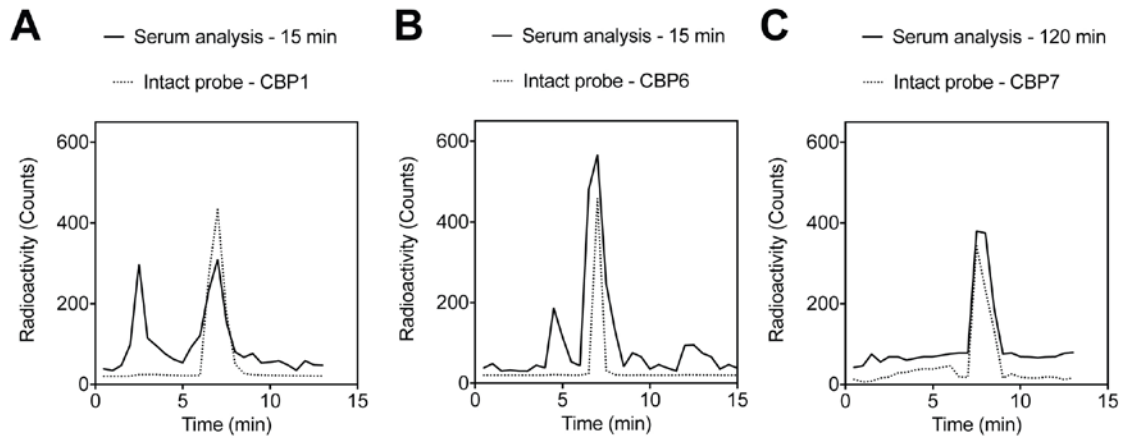 A
Serum analysis - 15 min
Intact probe - CBP1
Radioactivity (Counts)
600
400
200
0
0
5
10
15
Time (min)
B
Serum analysis - 15 min
Intact probe - CBP6
Radioactivity (Counts)
600
400
200
0
0
5
10
15
Time (min)
C
Serum analysis - 120 min
Intact probe - CBP7
Radioactivity (Counts)
600
400
200
0
0
5
10
15
Time (min)